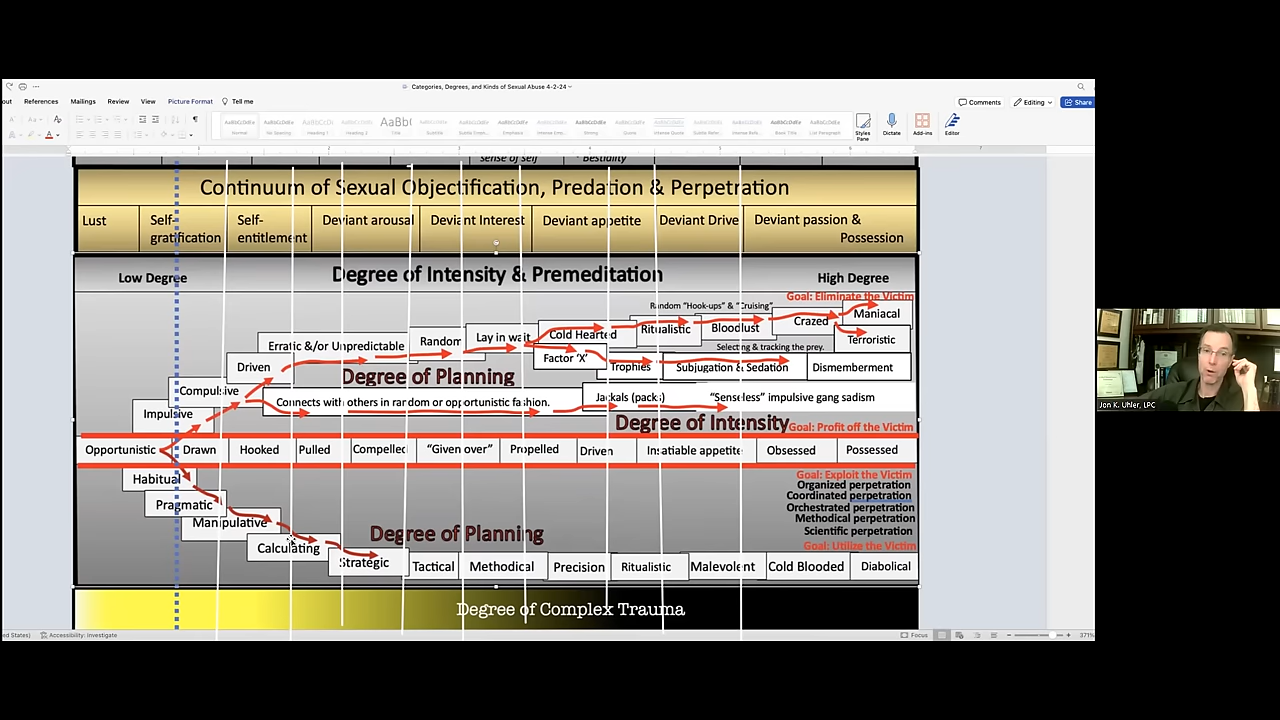 Categories, Degrees, and Kinds of Sexual Abuse 4-2-24
References Mailings Review View Picture Format Tell me
Comments Editing Share
Styles Pane Dictate Add-ins Editor
sense of self * Bestiality
Continuum of Sexual Objectification, Predation & Perpetration
Lust Self-gratification Self-entitlement Deviant arousal Deviant Interest Deviant appetite Deviant Drive Deviant passion & Possession
Low Degree Degree of Intensity & Premeditation High Degree
Goal: Eliminate the Victim
Random "Hook-ups" & "Cruising"
Maniacal
Crazed
Ritualistic Bloodlust
Cold Hearted
Lay in wait
Random
Erratic &/or Unpredictable
Terroristic
Selecting & tracking the prey.
Factor 'X'
Driven
Trophies Subjugation & Sedation Dismemberment
Degree of Planning
Compulsive
Connects with others in random or opportunistic fashion.
Jackals (packs) "Senseless" impulsive gang sadism
Impulsive
Degree of Intensity
Goal: Profit off the Victim
Opportunistic Drawn Hooked Pulled Compelled "Given over" Propelled Driven Insatiable appetite Obsessed Possessed
Habitual
Goal: Exploit the Victim
Organized perpetration
Coordinated perpetration
Orchestrated perpetration
Methodical perpetration
Scientific perpetration
Goal: Utilize the Victim
Pragmatic
Manipulative
Degree of Planning
Calculating
Strategic Tactical Methodical Precision Ritualistic Malevolent Cold Blooded Diabolical
Degree of Complex Trauma
Accessibility: Investigate
Focus
371%
Jon K. Uhler, LPC